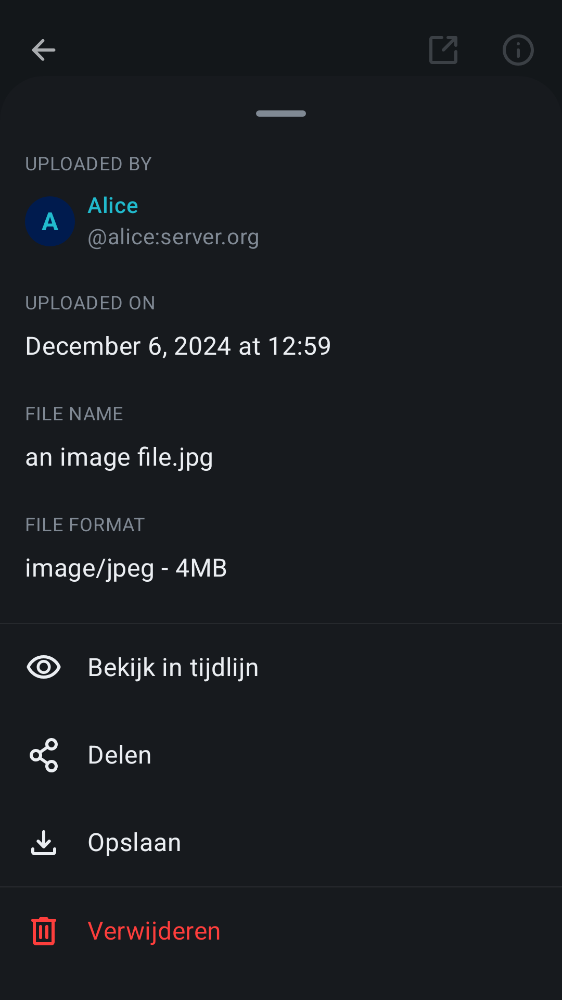 UPLOADED BY
A
Alice
@alice:server.org
UPLOADED ON
December 6, 2024 at 12:59
FILE NAME
an image file.jpg
FILE FORMAT
image/jpeg - 4MB
Bekijk in tijdlijn
Delen
Opslaan
Verwijderen